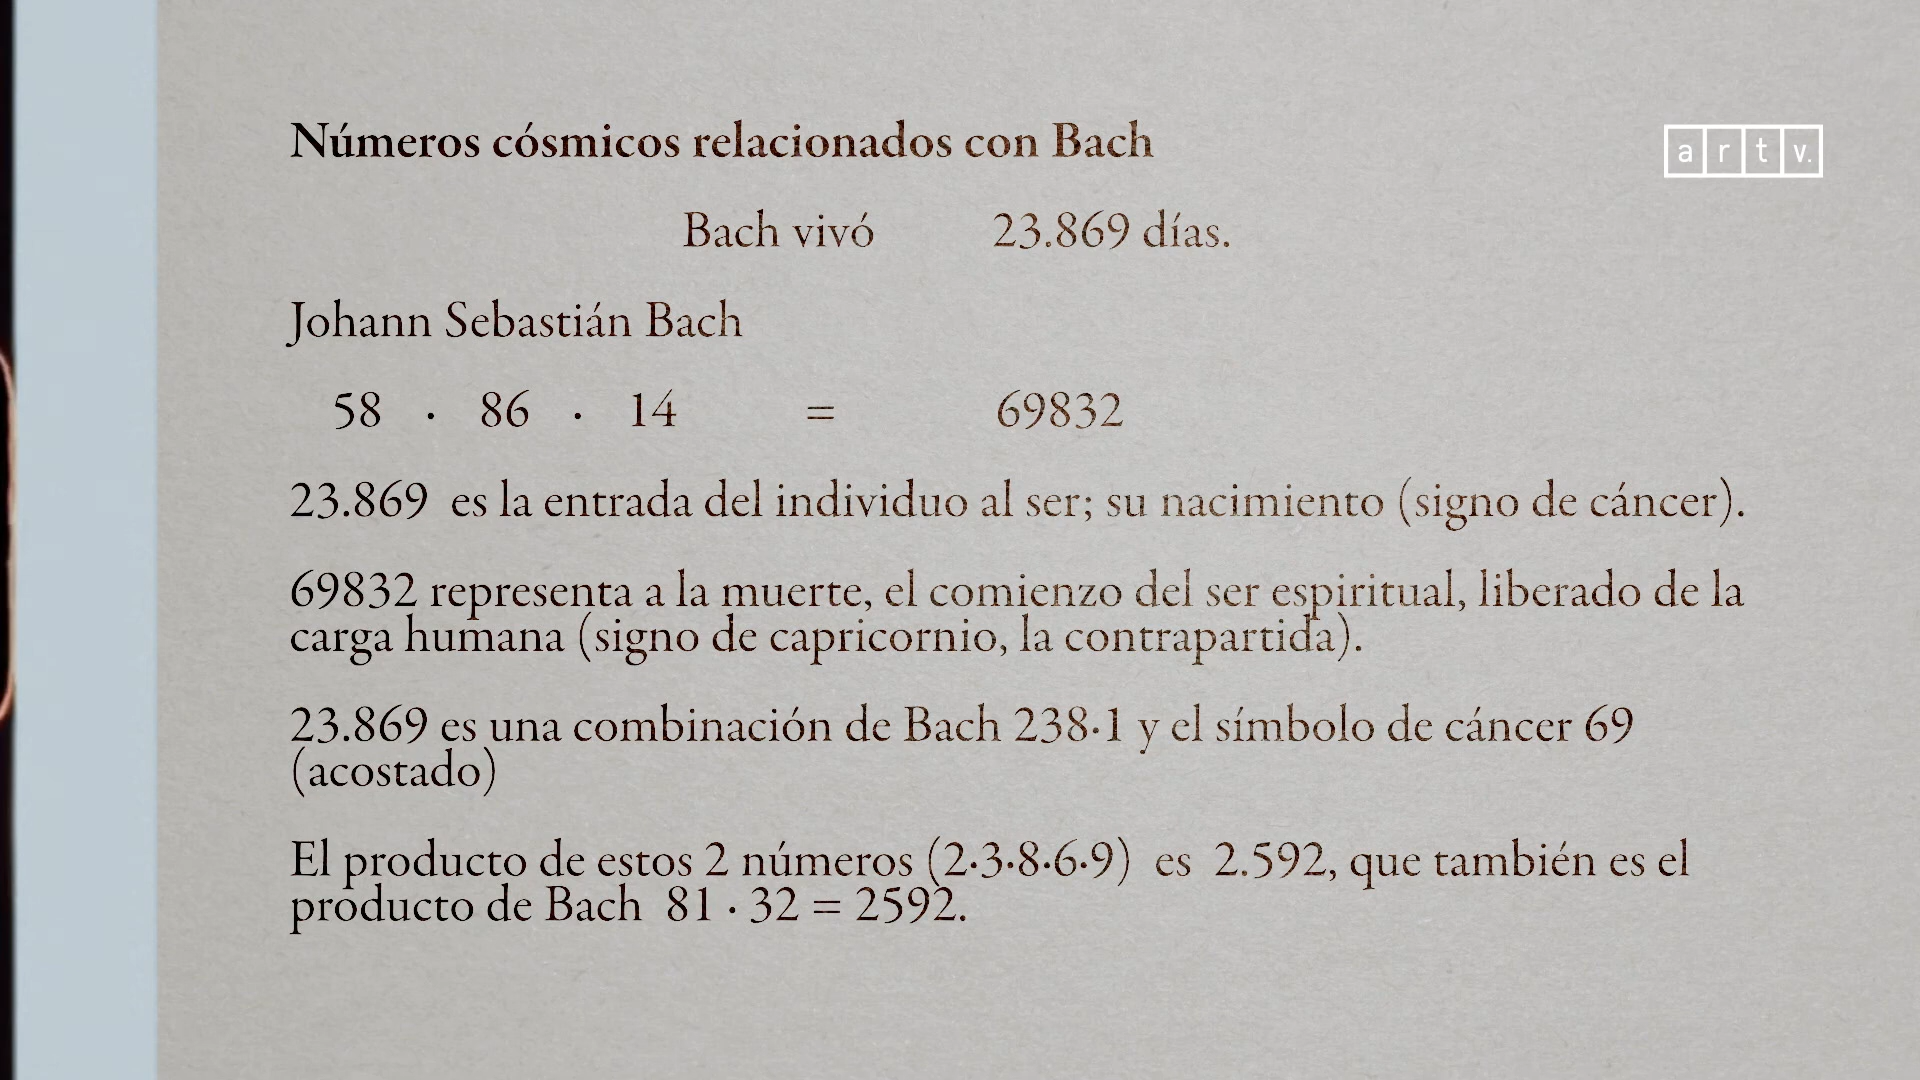 Números cósmicos relacionados con Bach
artv.
Bach vivó 23.869 días.
Johann Sebastián Bach
58 · 86 · 14 = 69832
23.869 es la entrada del individuo al ser; su nacimiento (signo de cáncer).
69832 representa a la muerte, el comienzo del ser espiritual, liberado de la
carga humana (signo de capricornio, la contrapartida).
23.869 es una combinación de Bach 238·1 y el símbolo de cáncer 69
(acostado)
El producto de estos 2 números (2·3·8·6·9) es 2.592, que también es el
producto de Bach 81 · 32 = 2592.